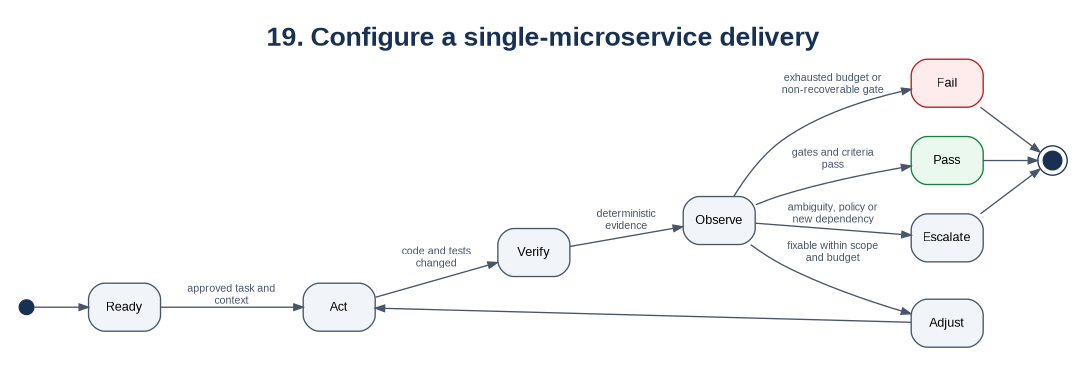 19. Configure a single-microservice delivery
exhausted budget or
non-recoverable gate
Fail
gates and criteria
pass
Pass
ambiguity, policy or
new dependency
Escalate
fixable within scope
and budget
Adjust
Observe
deterministic
evidence
Verify
code and tests
changed
Act
approved task and
context
Ready